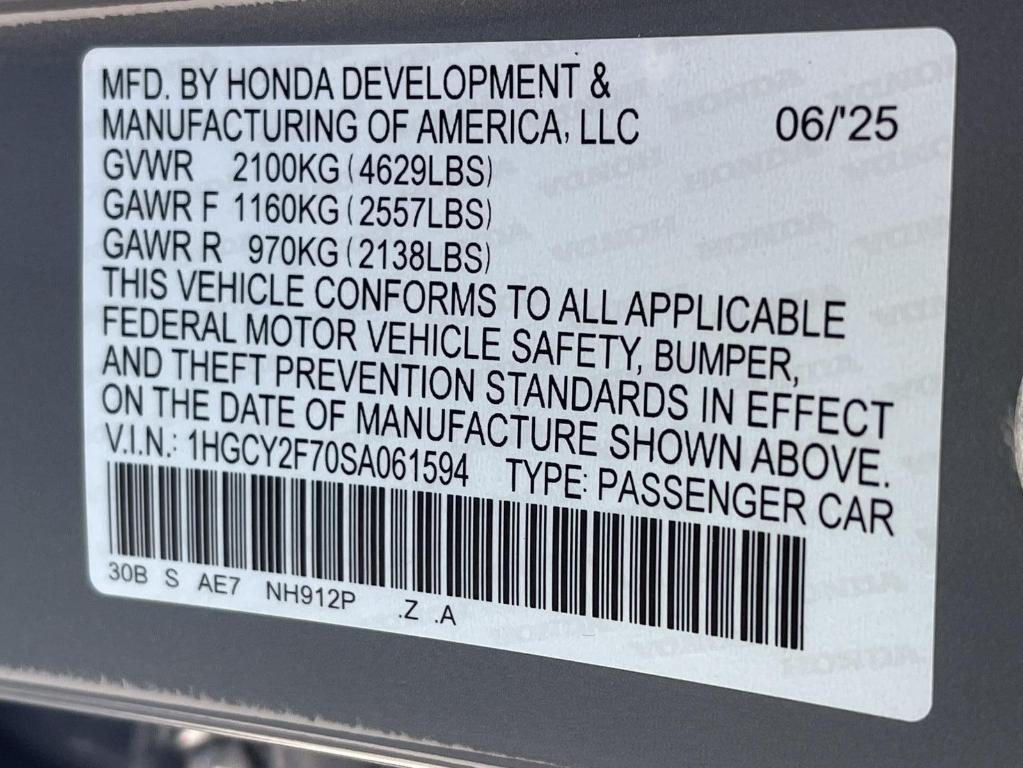 MFD. BY HONDA DEVELOPMENT &
MANUFACTURING OF AMERICA, LLC 06/'25
GVWR 2100KG (4629LBS)
GAWR F 1160KG (2557LBS)
GAWR R 970KG (2138LBS)
THIS VEHICLE CONFORMS TO ALL APPLICABLE
FEDERAL MOTOR VEHICLE SAFETY, BUMPER,
AND THEFT PREVENTION STANDARDS IN EFFECT
ON THE DATE OF MANUFACTURE SHOWN ABOVE.
V.I.N.: 1HGCY2F70SA061594 TYPE: PASSENGER CAR
30B S AE7 NH912P .Z .A